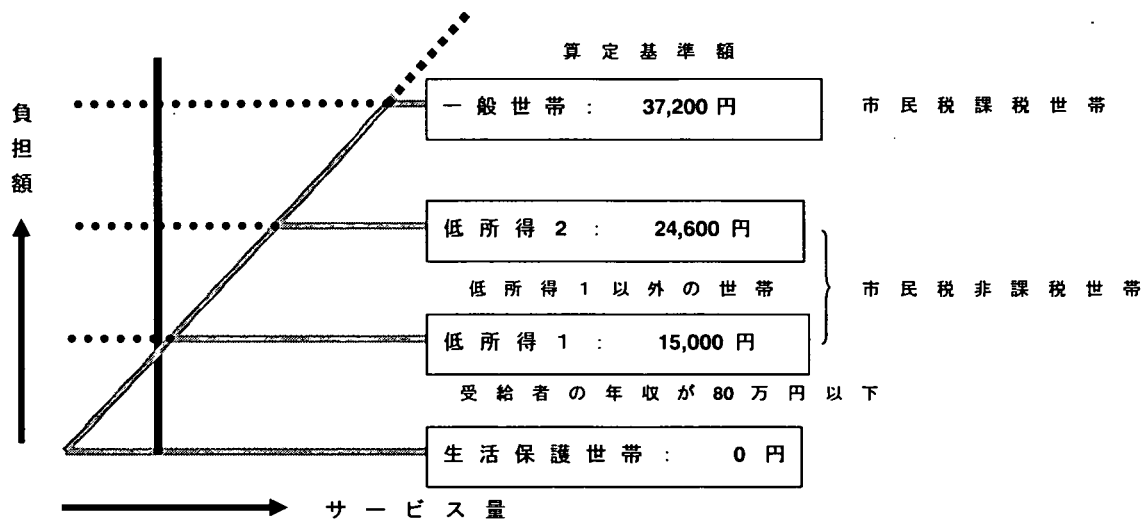 算定基準額
一般世帯： 37,200円
市民税課税世帯
負担額
低所得2： 24,600円
低所得1以外の世帯
市民税非課税世帯
低所得1： 15,000円
受給者の年収が80万円以下
生活保護世帯： 0円
サービス量